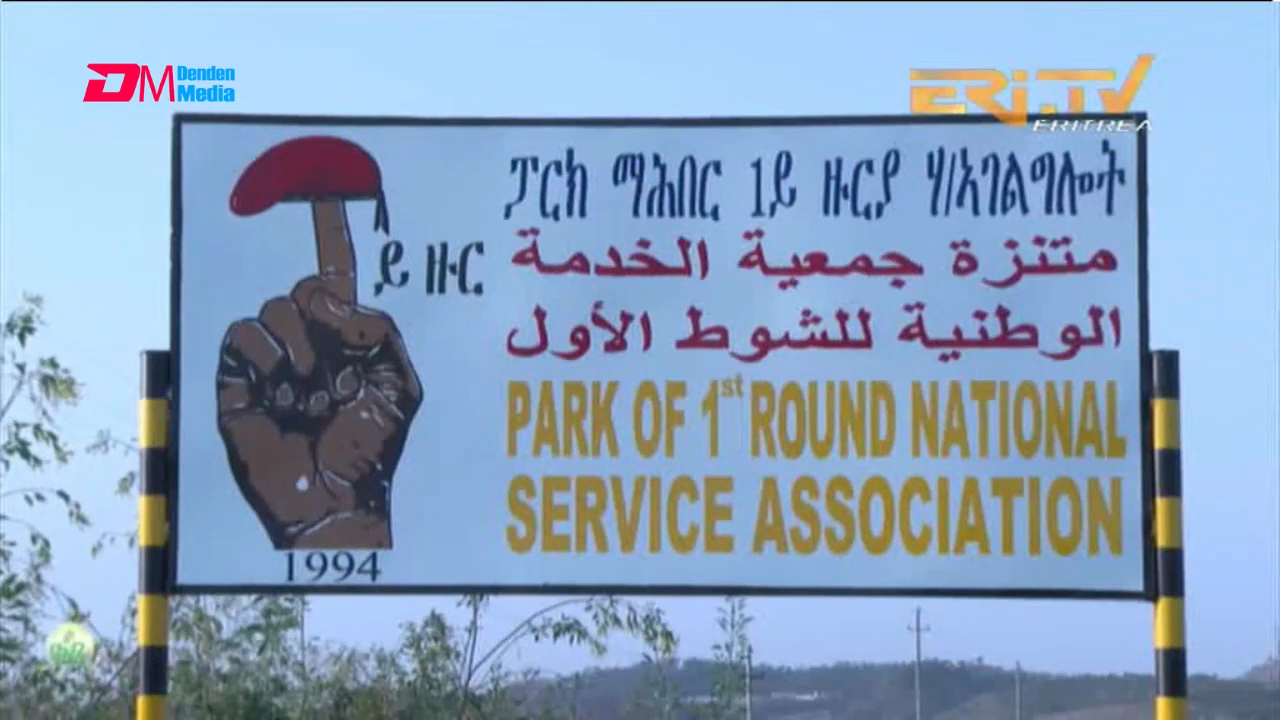 DM Denden Media
ERI-TV
ERITREA
ፓርክ ማሕበር 1ይ ዙርያ ሃ/ኣገልግሎት
ይ ዙር
متنزة جمعية الخدمة
الوطنية للشوط الأول
PARK OF 1st ROUND NATIONAL
SERVICE ASSOCIATION
1994